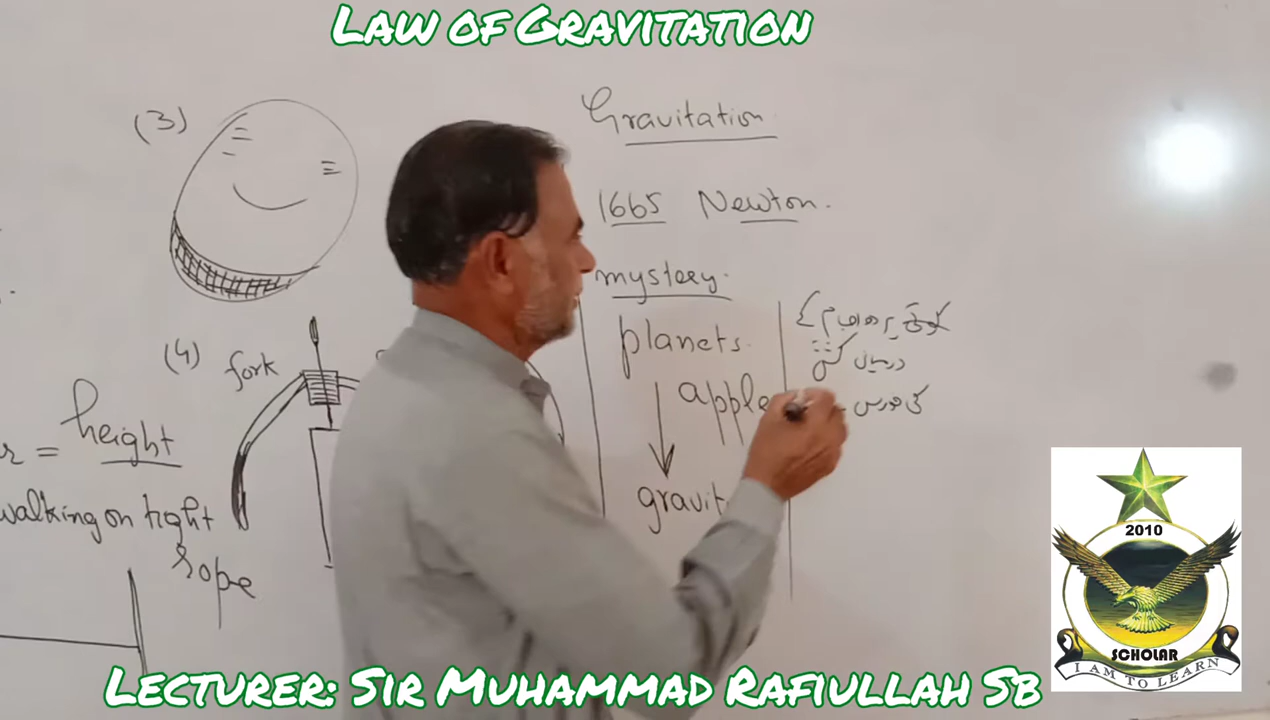 Law of Gravitation
(3)
Gravitation
1665 Newton.
mystery.
planets.
apple
gravit
(4)
fork
= height
walking on tight
rope
2010
SCHOLAR
I AM TO LEARN
Lecturer: Sir Muhammad Rafiullah Sb